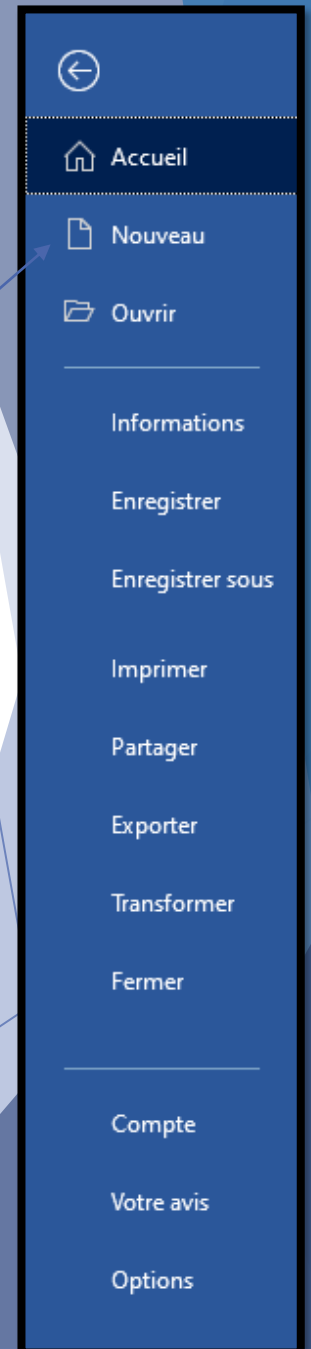 Accueil
Nouveau
Ouvrir
Informations
Enregistrer
Enregistrer sous
Imprimer
Partager
Exporter
Transformer
Fermer
Compte
Votre avis
Options